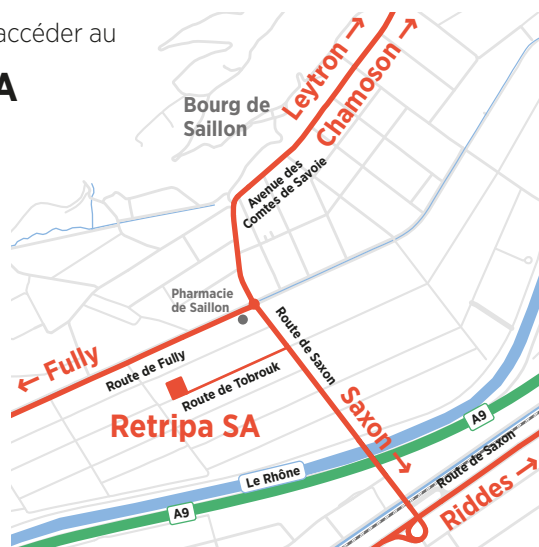 accéder au
A
Bourg de
Saillon
Leytron →
Chamoson →
Avenue des
Comtes de Savoie
Pharmacie
de Saillon
Route de Saxon
← Fully
Route de Fully
Route de Tobrouk
Retripa SA
Saxon →
A9
Le Rhône
Route de Saxon
A9
Riddes →